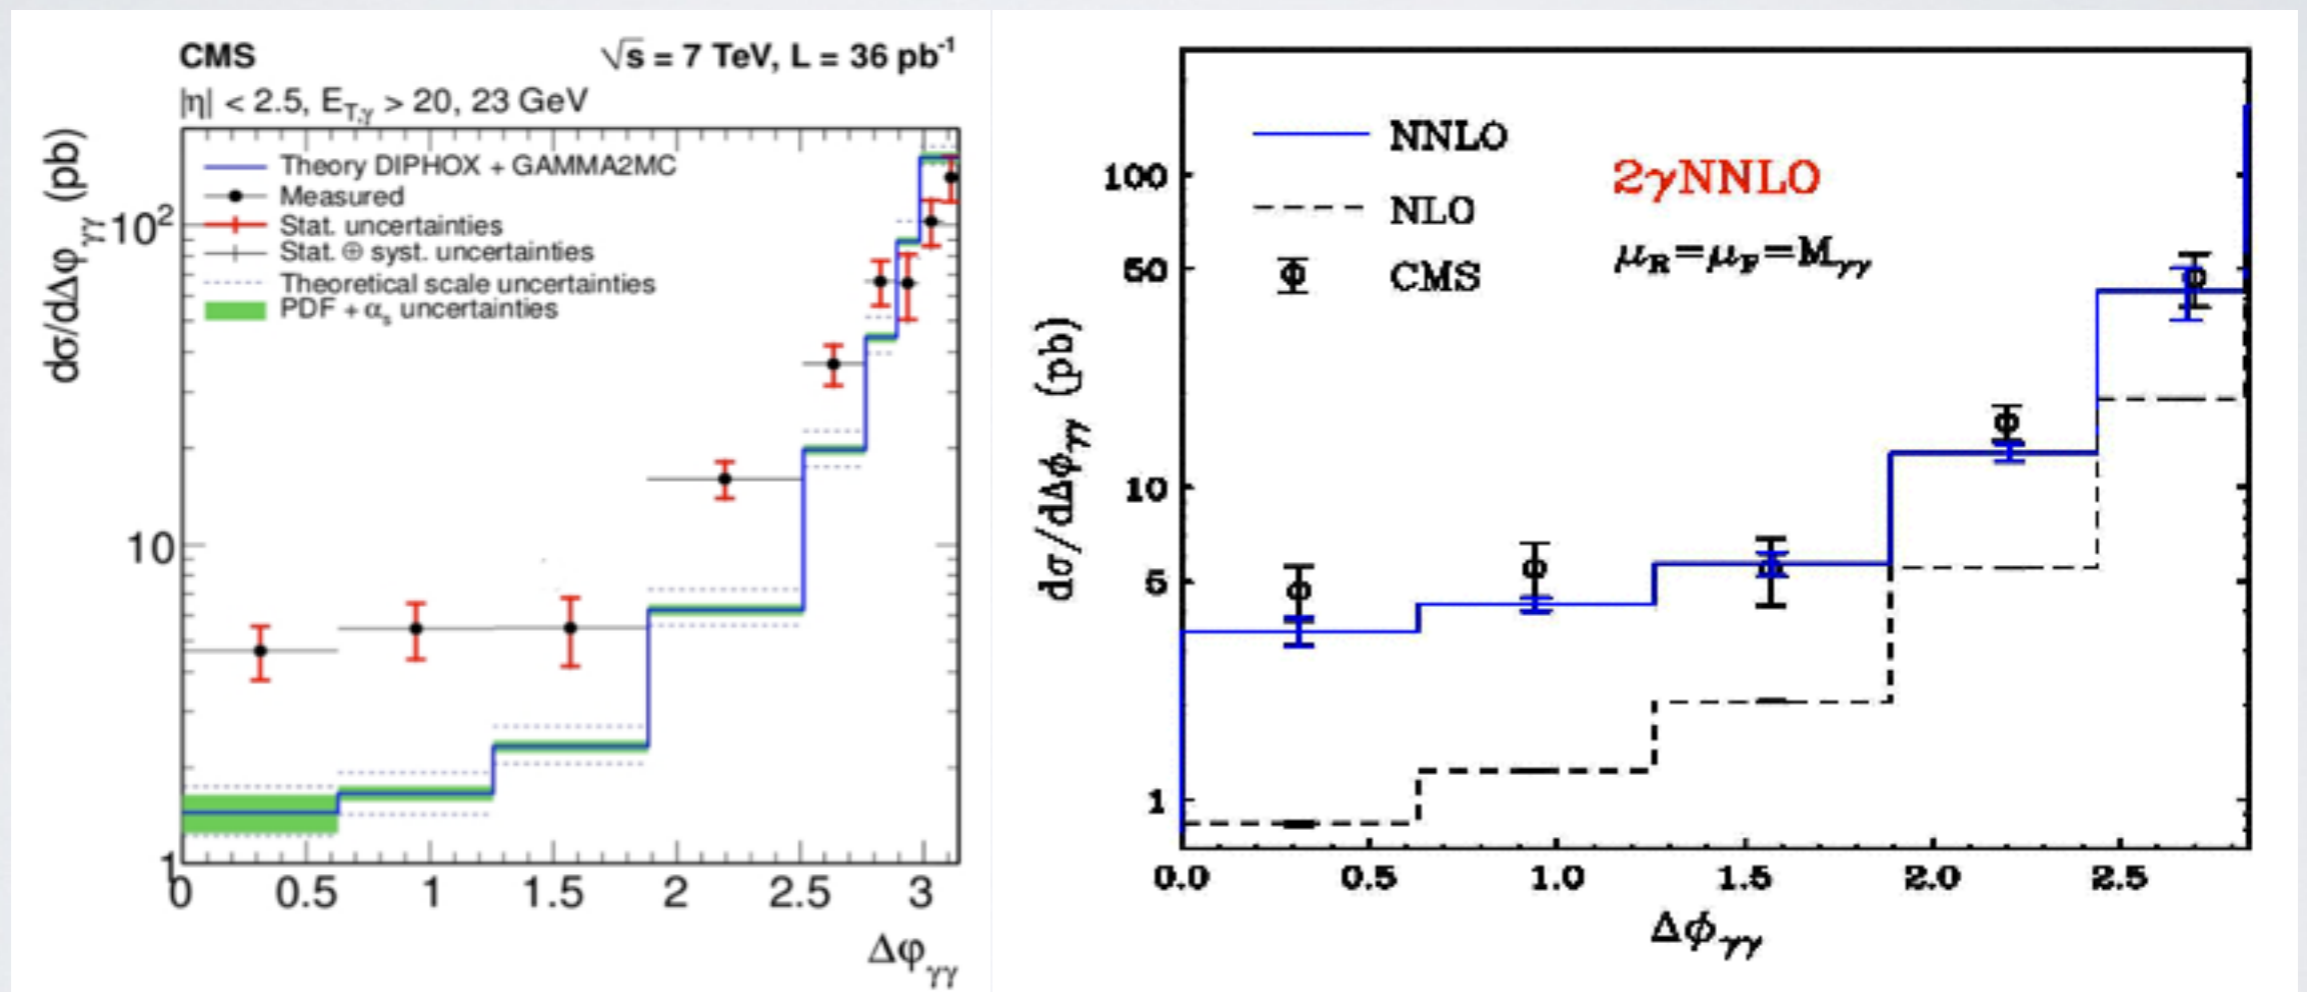 CMS
√s = 7 TeV, L = 36 pb⁻¹
|η| < 2.5, E_T,γ > 20, 23 GeV
dσ/dΔφ_γγ (pb)
Theory DIPHOX + GAMMA2MC
Measured
Stat. uncertainties
Stat. ⊕ syst. uncertainties
Theoretical scale uncertainties
PDF + α_s uncertainties
10²
10
1
0 0.5 1 1.5 2 2.5 3
Δφ_γγ
dσ/dΔϕ_γγ (pb)
NNLO
NLO
CMS
2γNNLO
μ_R=μ_F=M_γγ
100
50
10
5
1
0.0 0.5 1.0 1.5 2.0 2.5
Δϕ_γγ